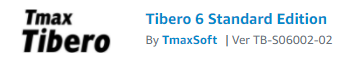 Tmax
Tibero
Tibero 6 Standard Edition
By TmaxSoft | Ver TB-S06002-02